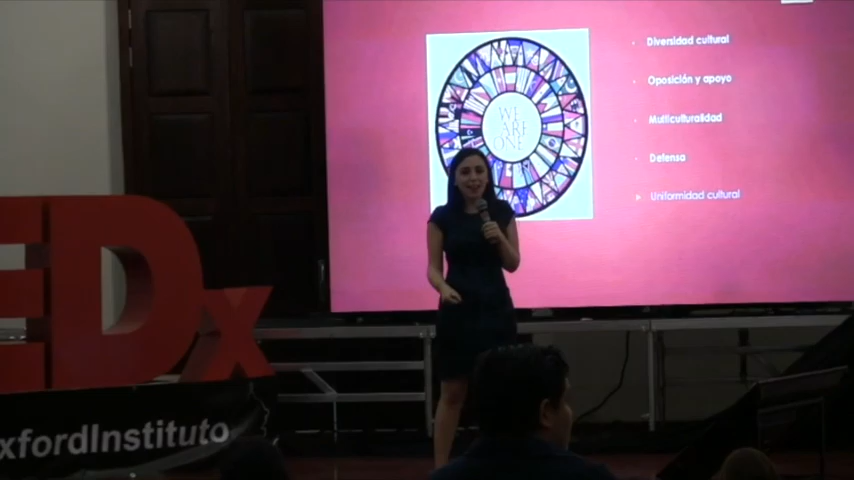 Diversidad cultural
WE
ARE
ONE
Oposición y apoyo
Multiculturalidad
Defensa
Uniformidad cultural
EDx
xfordInstituto